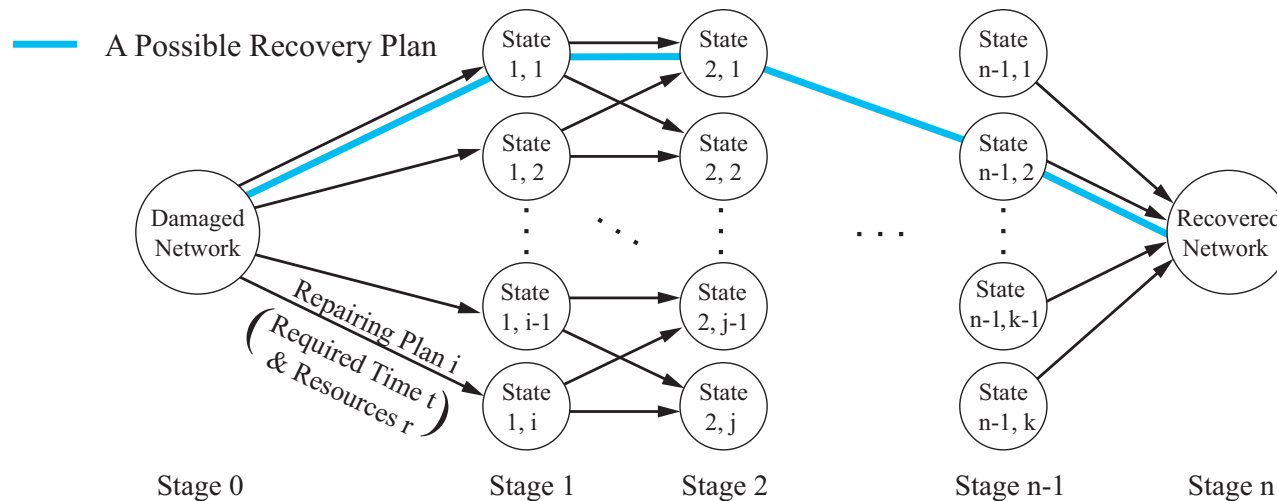 A Possible Recovery Plan
State
1, 1
State
2, 1
State
n-1, 1
State
1, 2
State
2, 2
State
n-1, 2
Damaged
Network
Recovered
Network
. . .
State
1, i-1
State
2, j-1
State
n-1, k-1
Repairing Plan i
(Required Time t
& Resources r)
State
1, i
State
2, j
State
n-1, k
Stage 0
Stage 1
Stage 2
Stage n-1
Stage n